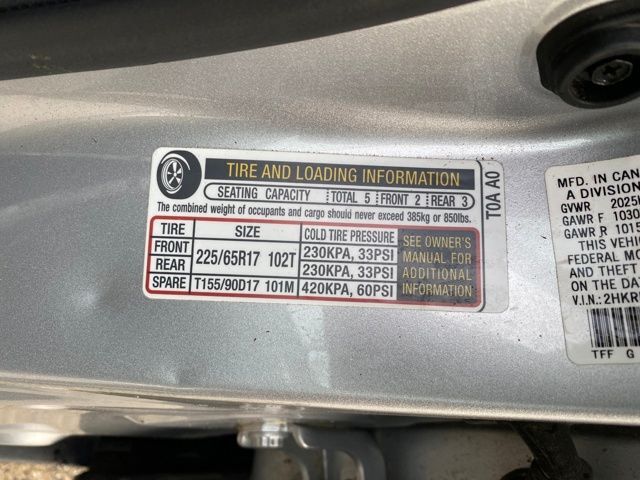 TIRE AND LOADING INFORMATION
SEATING CAPACITY TOTAL 5 FRONT 2 REAR 3
The combined weight of occupants and cargo should never exceed 385kg or 850lbs.
TIRE SIZE COLD TIRE PRESSURE
FRONT 225/65R17 102T 230KPA, 33PSI
REAR 230KPA, 33PSI
SPARE T155/90D17 101M 420KPA, 60PSI
SEE OWNER'S
MANUAL FOR
ADDITIONAL
INFORMATION
T0A A0
MFD. IN CAN
A DIVISION
GVWR 2025
GAWR F 1030
GAWR R 1015
THIS VEHI
FEDERAL MO
AND THEFT
ON THE DAT
V.I.N.: 2HKR
TFF G